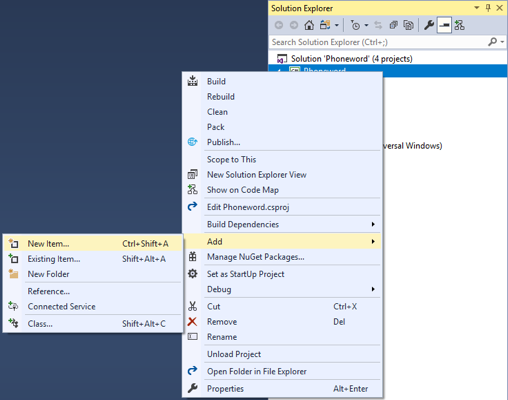 Solution Explorer
Search Solution Explorer (Ctrl+;)
Solution 'Phoneword' (4 projects)
Phoneword
versal Windows)
Build
Rebuild
Clean
Pack
Publish...
Scope to This
New Solution Explorer View
Show on Code Map
Edit Phoneword.csproj
Build Dependencies
Add
Manage NuGet Packages...
Set as StartUp Project
Debug
Cut Ctrl+X
Remove Del
Rename
Unload Project
Open Folder in File Explorer
Properties Alt+Enter
New Item... Ctrl+Shift+A
Existing Item... Shift+Alt+A
New Folder
Reference...
Connected Service
Class... Shift+Alt+C